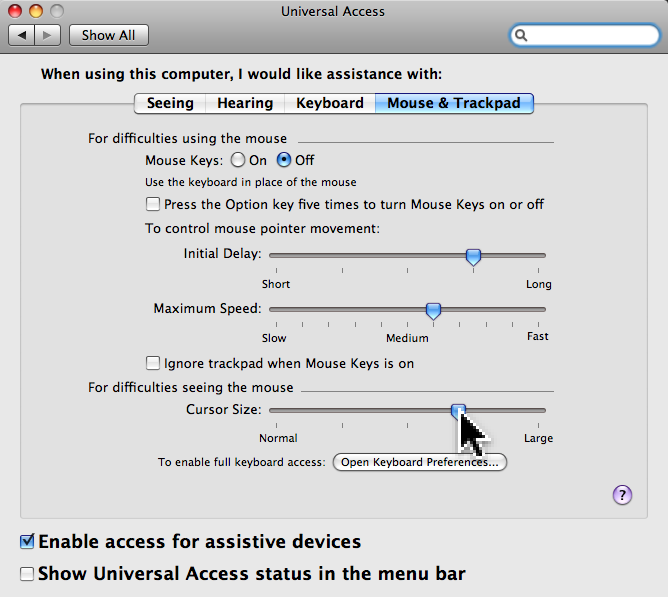 Universal Access
Show All
When using this computer, I would like assistance with:
Seeing Hearing Keyboard Mouse & Trackpad
For difficulties using the mouse
Mouse Keys: On Off
Use the keyboard in place of the mouse
Press the Option key five times to turn Mouse Keys on or off
To control mouse pointer movement:
Initial Delay:
Short Long
Maximum Speed:
Slow Medium Fast
Ignore trackpad when Mouse Keys is on
For difficulties seeing the mouse
Cursor Size:
Normal Large
To enable full keyboard access: Open Keyboard Preferences...
?
Enable access for assistive devices
Show Universal Access status in the menu bar